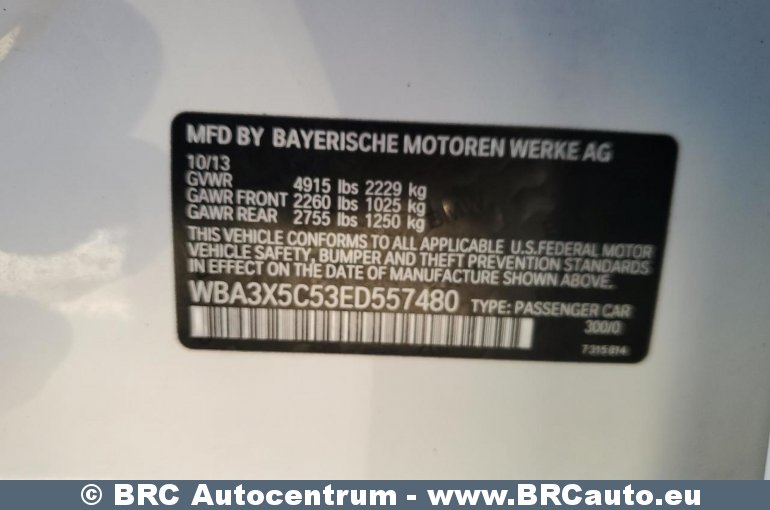 MFD BY BAYERISCHE MOTOREN WERKE AG
10/13
GVWR 4915 lbs 2229 kg
GAWR FRONT 2260 lbs 1025 kg
GAWR REAR 2755 lbs 1250 kg
THIS VEHICLE CONFORMS TO ALL APPLICABLE U.S.FEDERAL MOTOR
VEHICLE SAFETY, BUMPER AND THEFT PREVENTION STANDARDS
IN EFFECT ON THE DATE OF MANUFACTURE SHOWN ABOVE.
WBA3X5C53ED557480 TYPE: PASSENGER CAR
300/0
7 315 874
© BRC Autocentrum - www.BRCauto.eu